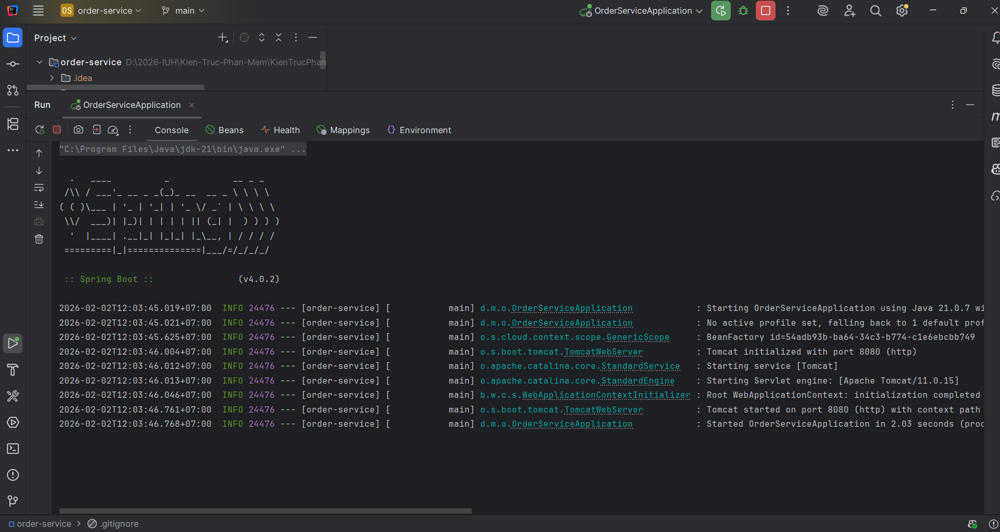 OS order-service main OrderServiceApplication
Project
order-service D:\2026-IUH\Kien-Truc-Phan-Mem\KienTrucPhan
.idea
Run OrderServiceApplication
Console Beans Health Mappings Environment
"C:\Program Files\Java\jdk-21\bin\java.exe" ...
  .   ____          _            __ _ _
 /\\ / ___'_ __ _ _(_)_ __  __ _ \ \ \ \
( ( )\___ | '_ | '_| | '_ \/ _` | \ \ \ \
 \\/  ___)| |_)| | | | | || (_| |  ) ) ) )
  '  |____| .__|_| |_|_| |_\__, | / / / /
 =========|_|==============|___/=/_/_/_/
:: Spring Boot :: (v4.0.2)
2026-02-02T12:03:45.019+07:00 INFO 24476 --- [order-service] [ main] d.m.o.OrderServiceApplication : Starting OrderServiceApplication using Java 21.0.7 wi
2026-02-02T12:03:45.021+07:00 INFO 24476 --- [order-service] [ main] d.m.o.OrderServiceApplication : No active profile set, falling back to 1 default prof
2026-02-02T12:03:45.625+07:00 INFO 24476 --- [order-service] [ main] o.s.cloud.context.scope.GenericScope : BeanFactory id=54adb93b-ba64-34c3-b774-c1e6ebcbb749
2026-02-02T12:03:46.004+07:00 INFO 24476 --- [order-service] [ main] o.s.boot.tomcat.TomcatWebServer : Tomcat initialized with port 8080 (http)
2026-02-02T12:03:46.012+07:00 INFO 24476 --- [order-service] [ main] o.apache.catalina.core.StandardService : Starting service [Tomcat]
2026-02-02T12:03:46.013+07:00 INFO 24476 --- [order-service] [ main] o.apache.catalina.core.StandardEngine : Starting Servlet engine: [Apache Tomcat/11.0.15]
2026-02-02T12:03:46.046+07:00 INFO 24476 --- [order-service] [ main] b.w.c.s.WebApplicationContextInitializer : Root WebApplicationContext: initialization completed
2026-02-02T12:03:46.761+07:00 INFO 24476 --- [order-service] [ main] o.s.boot.tomcat.TomcatWebServer : Tomcat started on port 8080 (http) with context path
2026-02-02T12:03:46.768+07:00 INFO 24476 --- [order-service] [ main] d.m.o.OrderServiceApplication : Started OrderServiceApplication in 2.03 seconds (proc
order-service > .gitignore